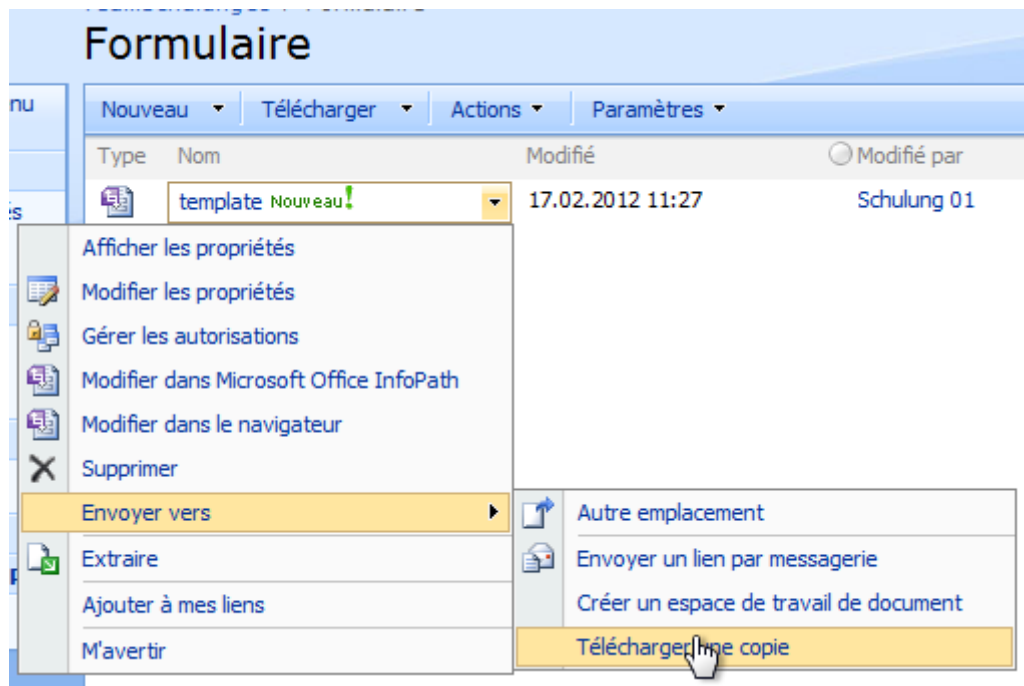 Formulaire
Nouveau Télécharger Actions Paramètres
Type Nom Modifié Modifié par
template Nouveau! 17.02.2012 11:27 Schulung 01
Afficher les propriétés
Modifier les propriétés
Gérer les autorisations
Modifier dans Microsoft Office InfoPath
Modifier dans le navigateur
Supprimer
Envoyer vers
Extraire
Ajouter à mes liens
M'avertir
Autre emplacement
Envoyer un lien par messagerie
Créer un espace de travail de document
Télécharger une copie